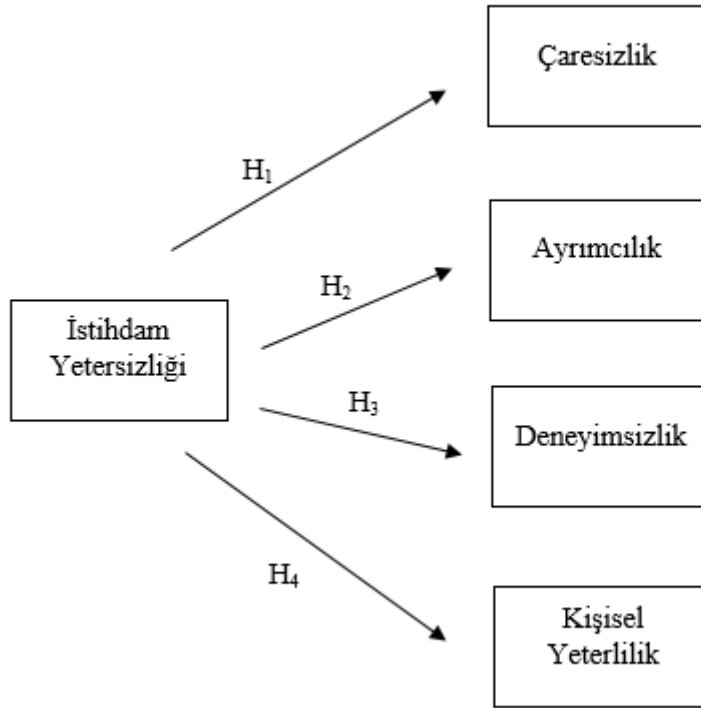 Çaresizlik
H₁
Ayrımcılık
H₂
İstihdam
Yetersizliği
H₃
Deneyimsizlik
H₄
Kişisel
Yeterlilik